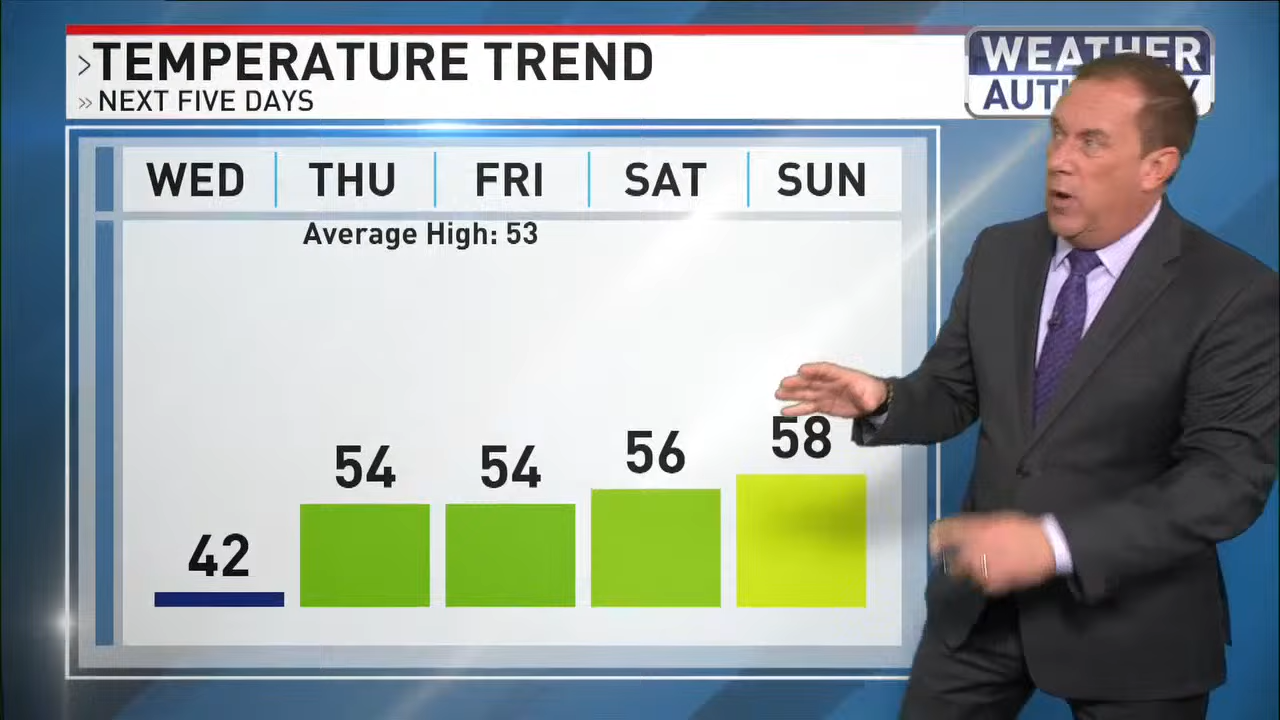 >TEMPERATURE TREND
» NEXT FIVE DAYS
WEATHER
WED THU FRI SAT SUN
Average High: 53
42 54 54 56 58